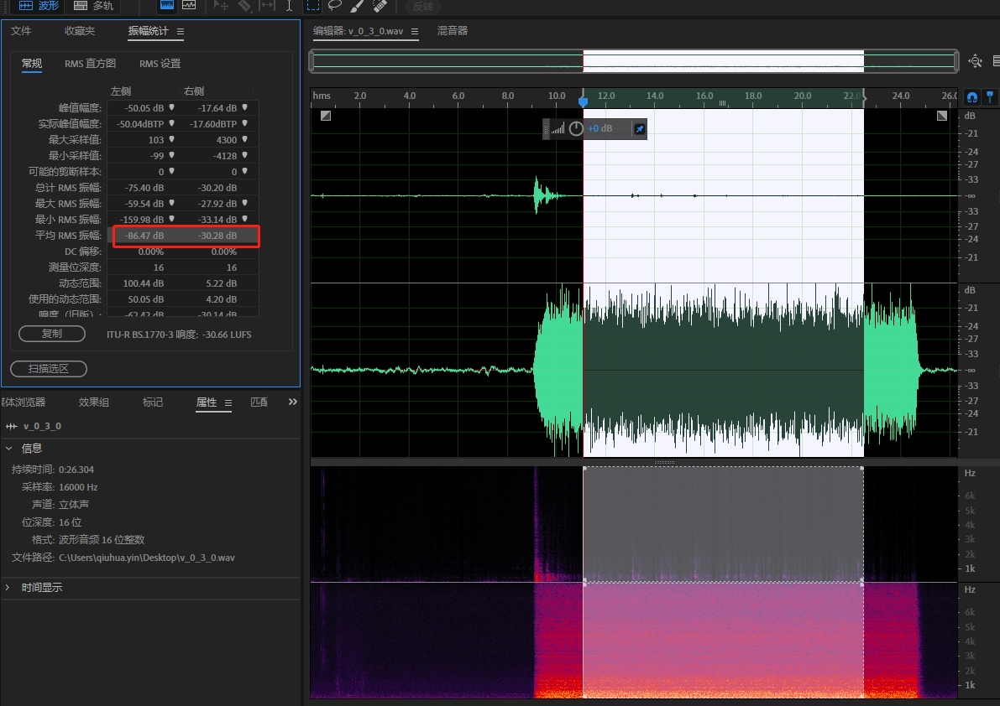 波形 多轨 反转
文件 收藏夹 振幅统计
常规 RMS 直方图 RMS 设置
左侧 右侧
峰值幅度: -50.05 dB -17.64 dB
实际峰值幅度: -50.04dBTP -17.60dBTP
最大采样值: 103 4300
最小采样值: -99 -4128
可能的剪断样本: 0 0
总计 RMS 振幅: -75.40 dB -30.20 dB
最大 RMS 振幅: -59.54 dB -27.92 dB
最小 RMS 振幅: -159.98 dB -33.14 dB
平均 RMS 振幅: -86.47 dB -30.28 dB
DC 偏移: 0.00% 0.00%
测量位深度: 16 16
动态范围: 100.44 dB 5.22 dB
使用的动态范围: 50.05 dB 4.20 dB
响度（旧版）: -62.42 dB -30.14 dB
复制 ITU-R BS.1770-3 响度: -30.66 LUFS
扫描选区
媒体浏览器 效果组 标记 属性 匹配
v_0_3_0
信息
持续时间: 0:26.304
采样率: 16000 Hz
声道: 立体声
位深度: 16 位
格式: 波形音频 16 位整数
文件路径: C:\Users\qiuhua.yin\Desktop\v_0_3_0.wav
时间显示
编辑器: v_0_3_0.wav 混音器
hms 2.0 4.0 6.0 8.0 10.0 12.0 14.0 16.0 18.0 20.0 22.0 24.0 26.0
+0 dB
dB
-21
-24
-27
-33
-∞
-33
-27
-24
-21
dB
-21
-24
-27
-33
-∞
-33
-27
-24
-21
Hz
6k
5k
4k
3k
2k
1k
Hz
6k
5k
4k
3k
2k
1k